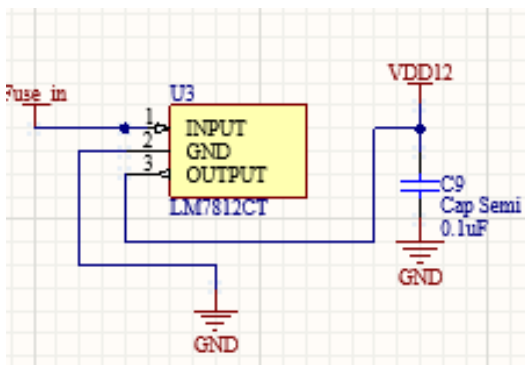 VDD12
Fuse_in
U3
1
INPUT
2
GND
3
OUTPUT
LM7812CT
C9
Cap Semi
0.1uF
GND
GND